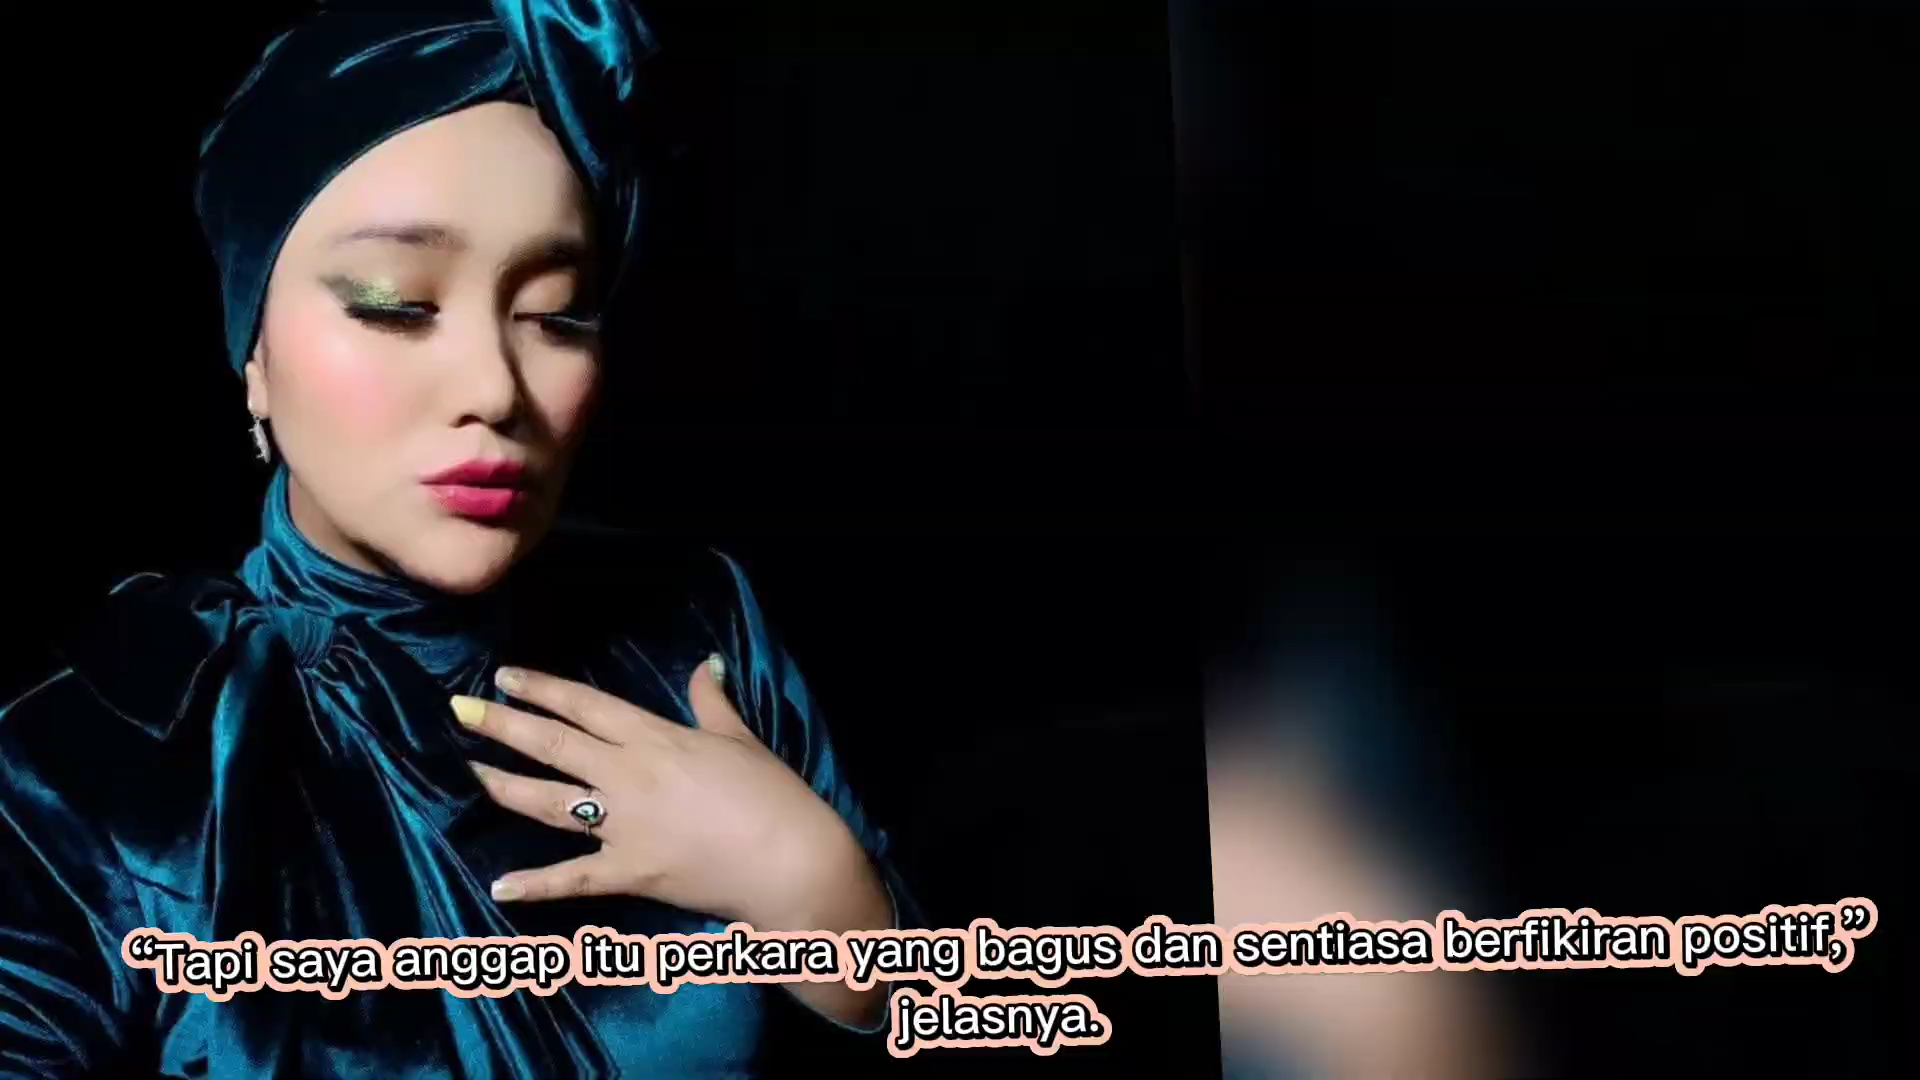 “Tapi saya anggap itu perkara yang bagus dan sentiasa berfikiran positif,”
jelasnya.